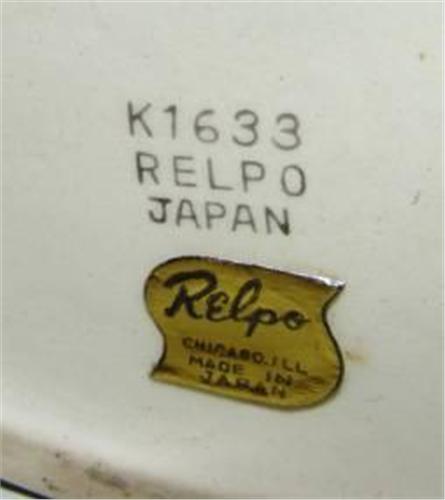 K1633
RELPO
JAPAN
Relpo
CHICAGO, ILL
MADE IN
JAPAN